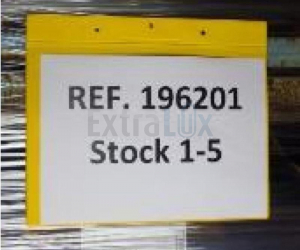 REF. 196201
ExtraLUX
Stock 1-5